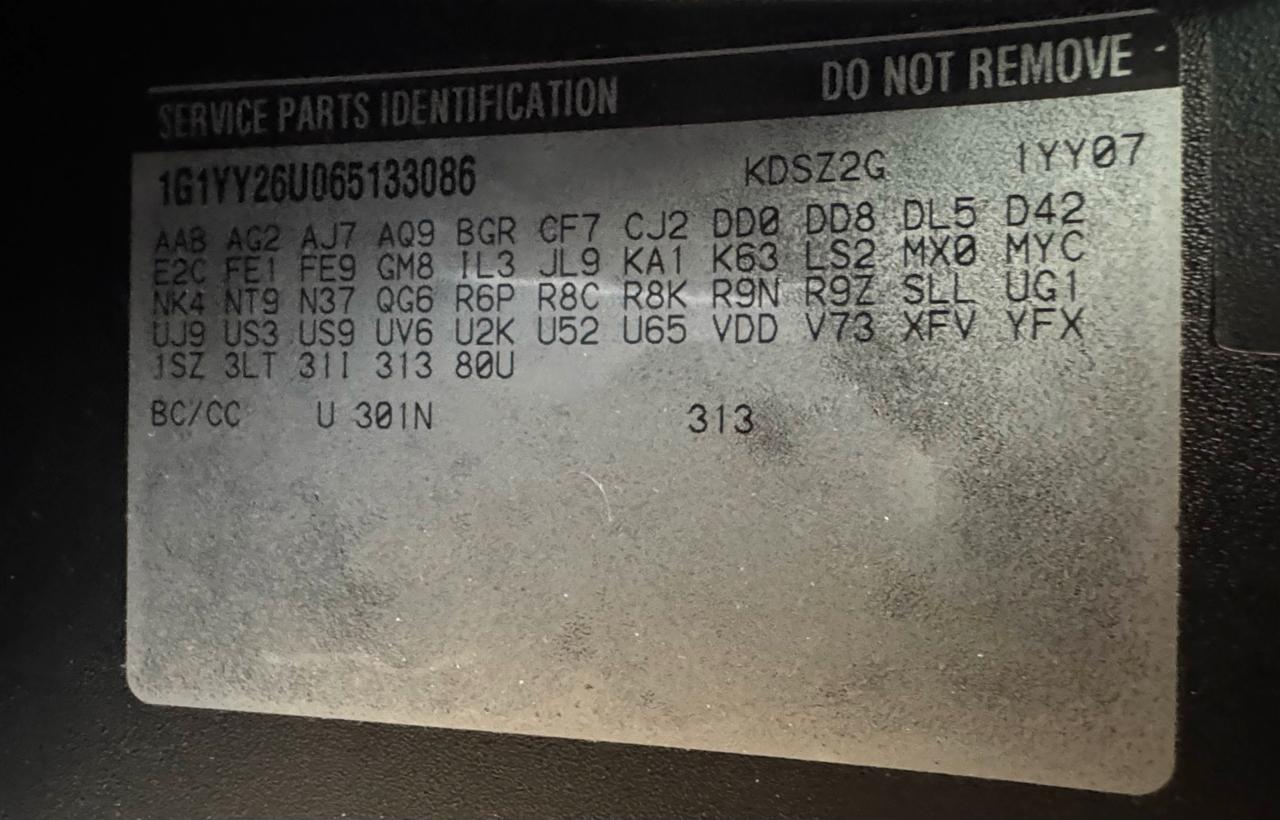 SERVICE PARTS IDENTIFICATION DO NOT REMOVE
1G1YY26U065133086 KDSZ2G 1YY07
AAB AG2 AJ7 AQ9 BGR CF7 CJ2 DD0 DD8 DL5 D42
E2C FE1 FE9 GM8 IL3 JL9 KA1 K63 LS2 MX0 MYC
NK4 NT9 N37 QG6 R6P R8C R8K R9N R9Z SLL UG1
UJ9 US3 US9 UV6 U2K U52 U65 VDD V73 XFV YFX
1SZ 3LT 31I 313 80U
BC/CC U 301N 313